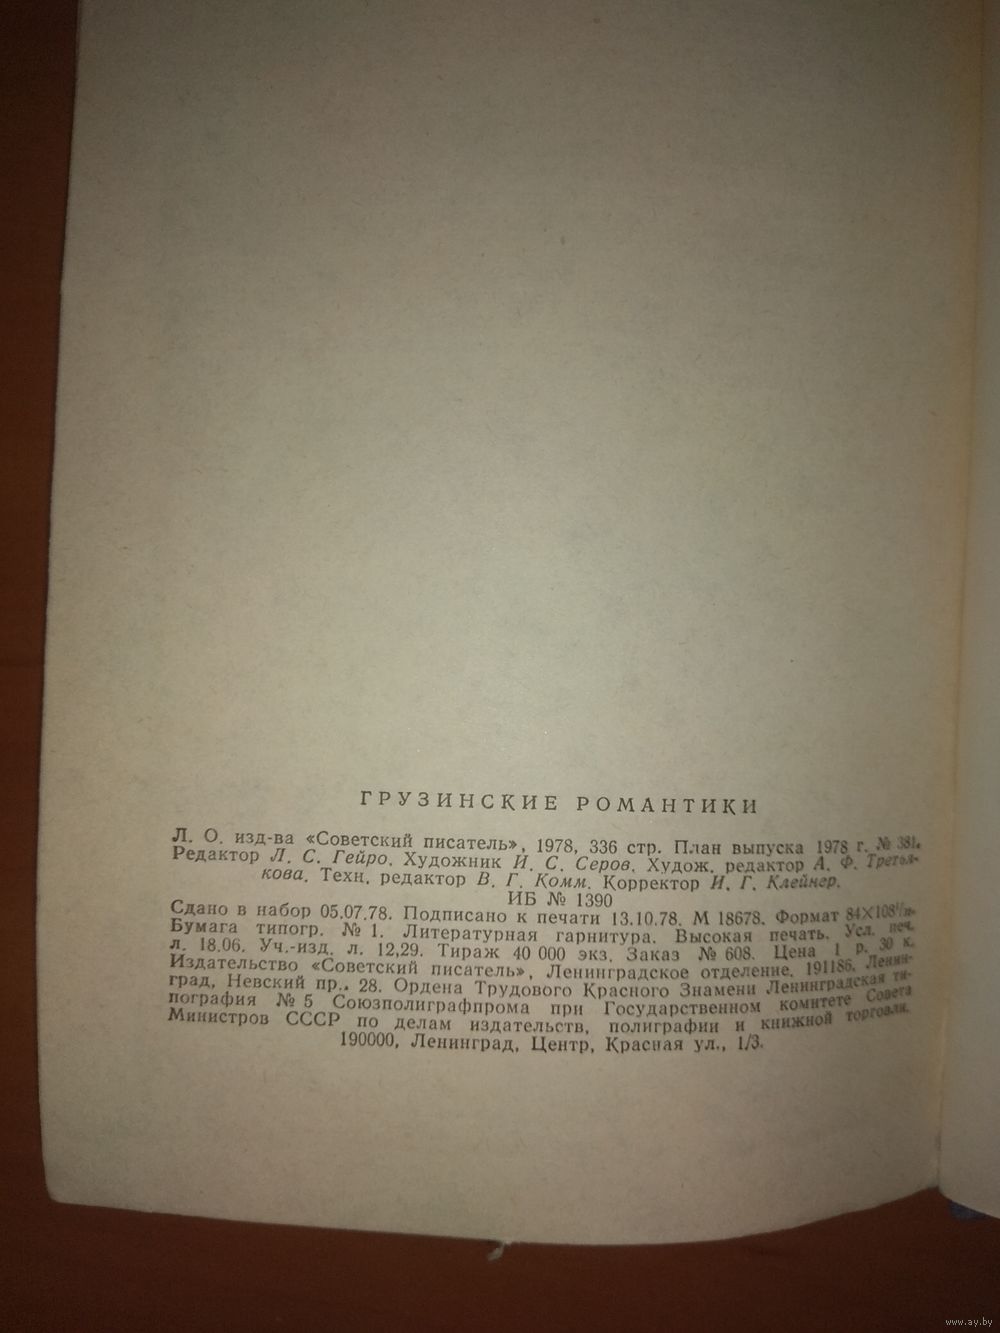 ГРУЗИНСКИЕ РОМАНТИКИ
Л. О. изд-ва «Советский писатель», 1978, 336 стр. План выпуска 1978 г. № 381.
Редактор Л. С. Гейро. Художник И. С. Серов. Худож. редактор А. Ф. Третья-
кова. Техн. редактор В. Г. Комм. Корректор И. Г. Клейнер.
ИБ № 1390
Сдано в набор 05.07.78. Подписано к печати 13.10.78. М 18678. Формат 84×108¹/₃₂.
Бумага типогр. № 1. Литературная гарнитура. Высокая печать. Усл. печ.
л. 18.06. Уч.-изд. л. 12,29. Тираж 40 000 экз. Заказ № 608. Цена 1 р. 30 к.
Издательство «Советский писатель», Ленинградское отделение. 191186. Ленин-
град, Невский пр., 28. Ордена Трудового Красного Знамени Ленинградская ти-
пография № 5 Союзполиграфпрома при Государственном комитете Совета
Министров СССР по делам издательств, полиграфии и книжной торговли.
190000, Ленинград, Центр, Красная ул., 1/3.
www.ay.by